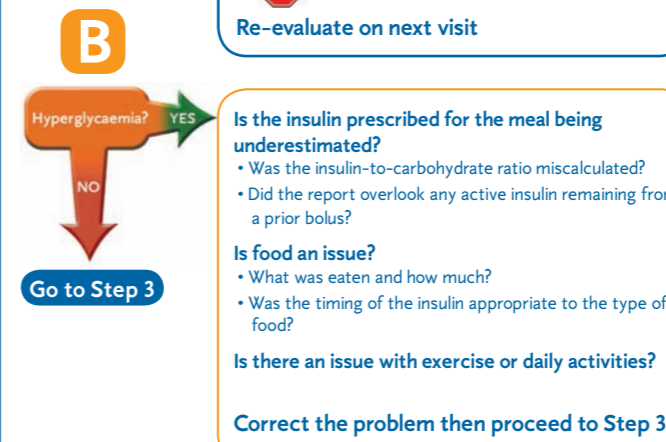 Re-evaluate on next visit
B
Hyperglycaemia?
YES
NO
Go to Step 3
Is the insulin prescribed for the meal being
underestimated?
• Was the insulin-to-carbohydrate ratio miscalculated?
• Did the report overlook any active insulin remaining
a prior bolus?
Is food an issue?
• What was eaten and how much?
• Was the timing of the insulin appropriate to the type of
food?
Is there an issue with exercise or daily activities?
Correct the problem then proceed to Step 3